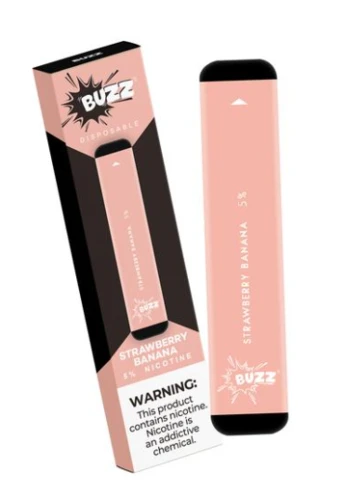 BUZZ
BUZZ
DISPOSABLE
STRAWBERRY BANANA 5%
BUZZ
STRAWBERRY
BANANA
5% NICOTINE
WARNING:
This product
contains nicotine.
Nicotine is
an addictive
chemical.
STRAWBERRY BANANA 5%
BUZZ